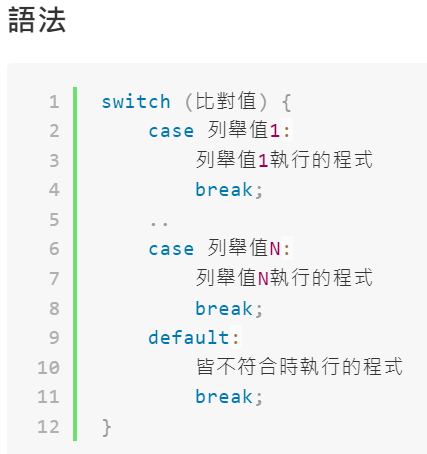 語法
1 switch (比對值) {
2 case 列舉值1:
3 列舉值1執行的程式
4 break;
5 ..
6 case 列舉值N:
7 列舉值N執行的程式
8 break;
9 default:
10 皆不符合時執行的程式
11 break;
12 }